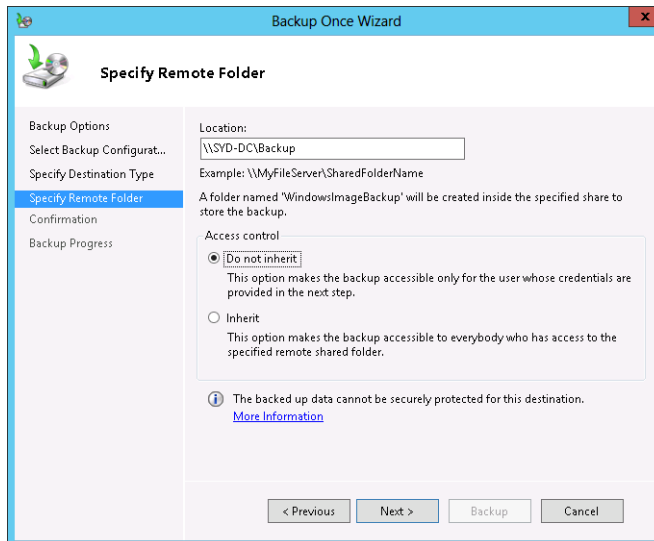 Backup Once Wizard
x
Specify Remote Folder
Backup Options
Select Backup Configurat...
Specify Destination Type
Specify Remote Folder
Confirmation
Backup Progress
Location:
\\SYD-DC\Backup
Example: \\MyFileServer\SharedFolderName
A folder named 'WindowsImageBackup' will be created inside the specified share to
store the backup.
Access control
Do not inherit
This option makes the backup accessible only for the user whose credentials are
provided in the next step.
Inherit
This option makes the backup accessible to everybody who has access to the
specified remote shared folder.
The backed up data cannot be securely protected for this destination.
More Information
< Previous
Next >
Backup
Cancel